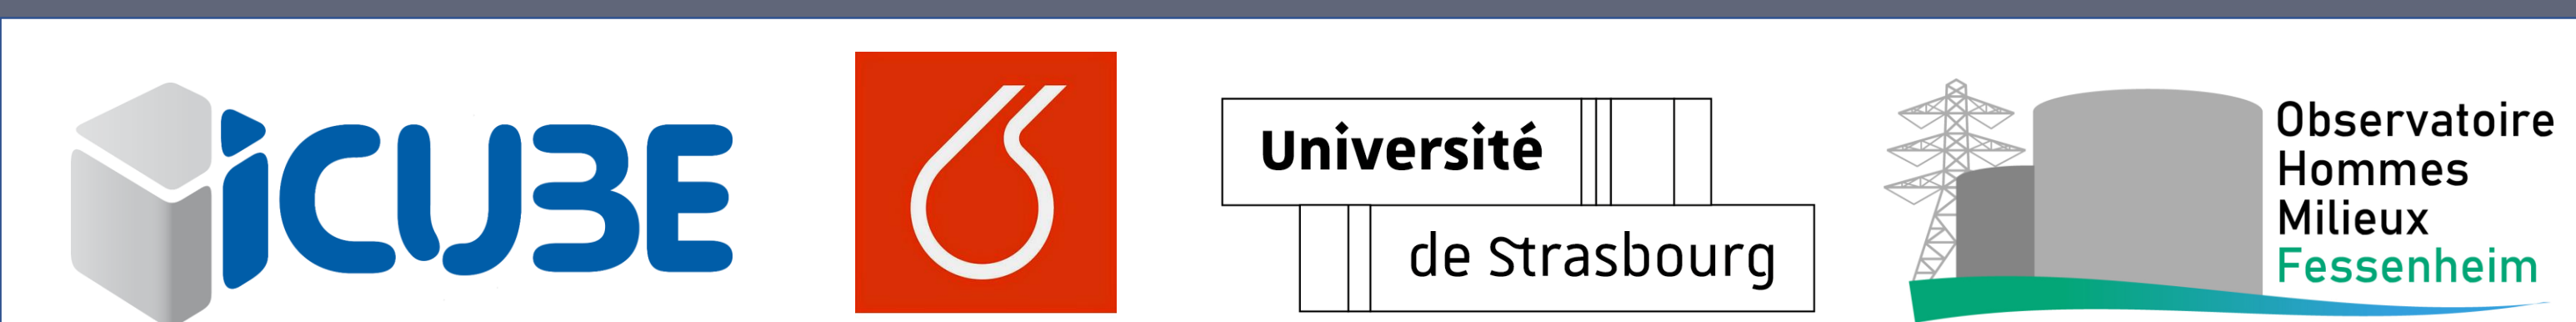 iCUBE
Université
de Strasbourg
Observatoire
Hommes
Milieux
Fessenheim